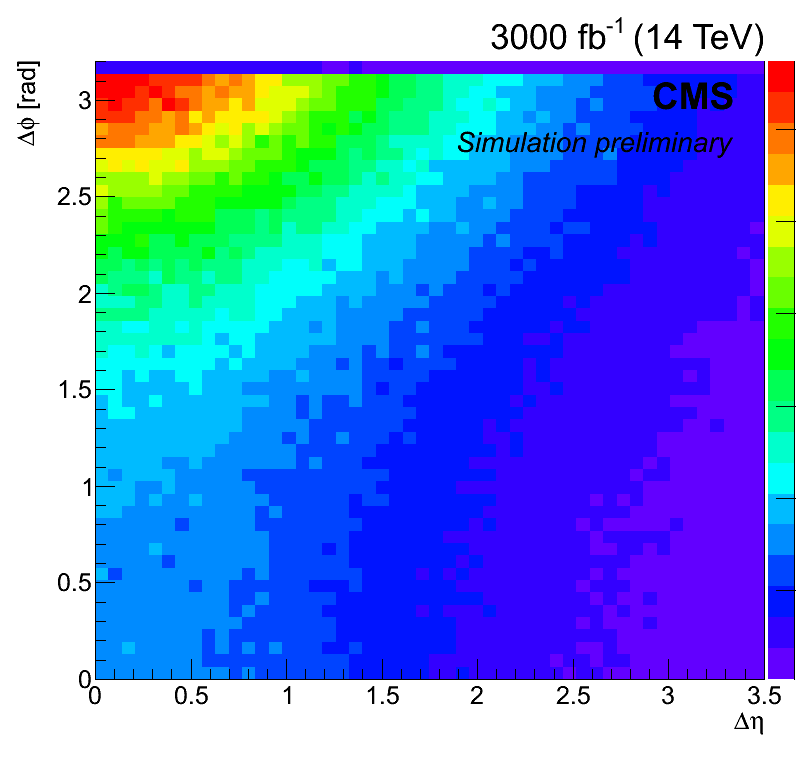 3000 fb⁻¹ (14 TeV)
Δϕ [rad]
CMS
Simulation preliminary
3
2.5
2
1.5
1
0.5
0
0 0.5 1 1.5 2 2.5 3 3.5
Δη